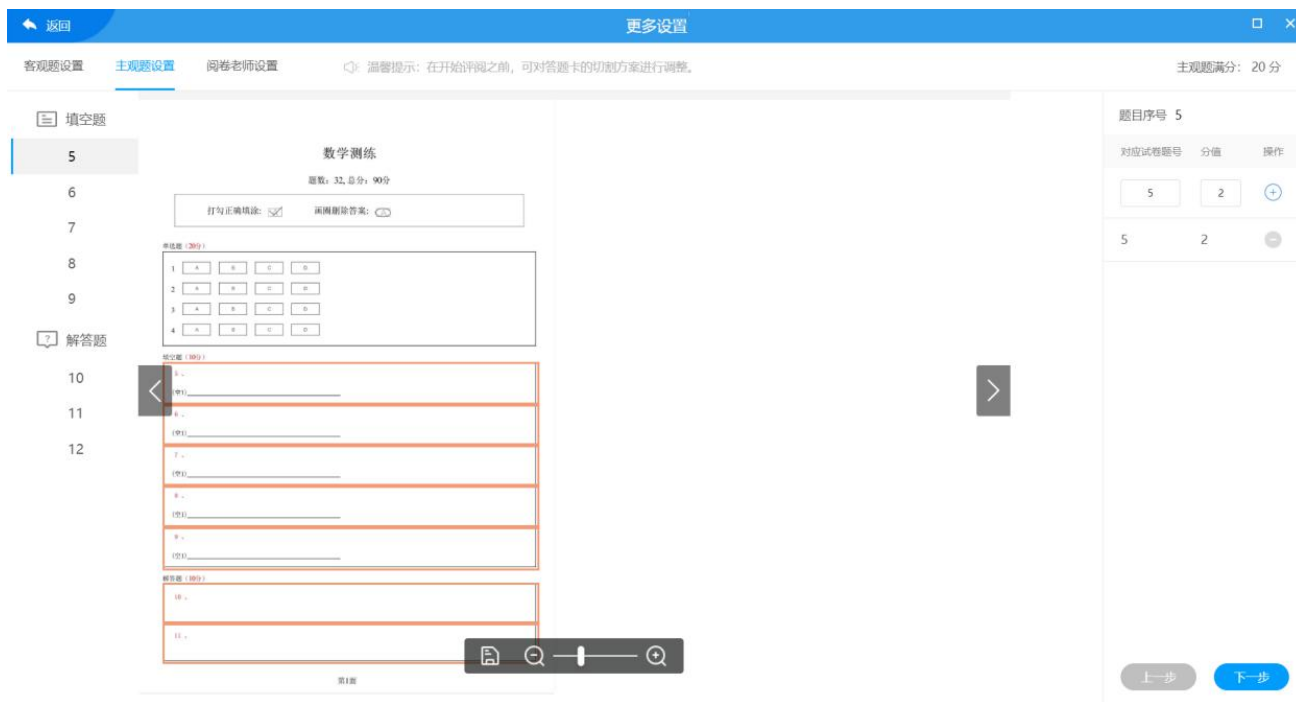 返回
更多设置
客观题设置 主观题设置 阅卷老师设置 温馨提示：在开始评阅之前，可对答题卡的切割方案进行调整。 主观题满分： 20 分
填空题
5
6
7
8
9
解答题
10
11
12
数学测练
题数：32,总分：90分
打勾正确填涂： 画圈删除答案： A
单选题（20分）
1 A B C D
2 A B C D
3 A B C D
4 A B C D
填空题（10分）
5 、
(空1)
6 、
(空1)
7 、
(空1)
8 、
(空1)
9 、
(空1)
解答题（10分）
10 、
11 、
第1面
题目序号 5
对应试卷题号 分值 操作
5 2
5 2
上一步 下一步